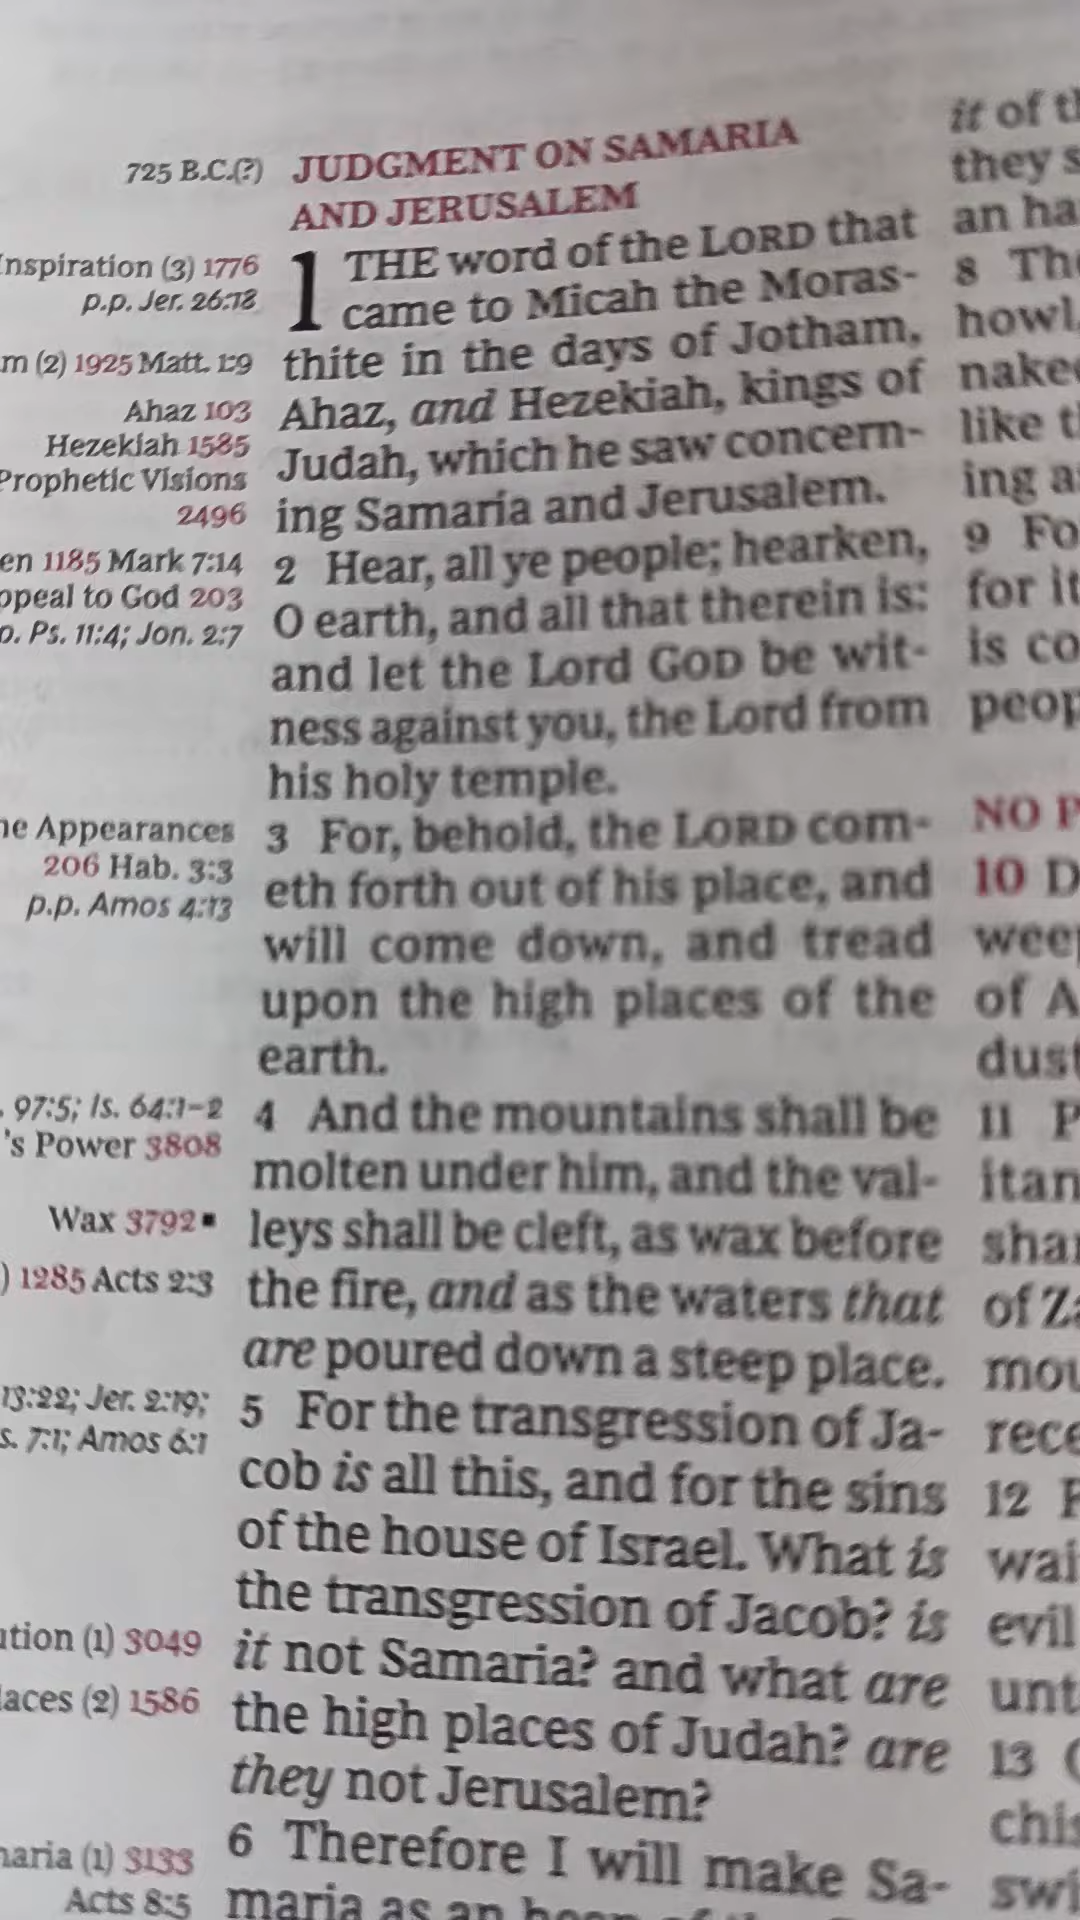 725 B.C.(?)
nspiration (3) 1776
p.p. Jer. 26:18
m (2) 1925 Matt. 1:9
Ahaz 103
Hezekiah 1585
Prophetic Visions
2496
en 1185 Mark 7:14
ppeal to God 203
p. Ps. 11:4; Jon. 2:7
ne Appearances
206 Hab. 3:3
p.p. Amos 4:13
. 97:5; Is. 64:1–2
's Power 3808
Wax 3792■
) 1285 Acts 2:3
13:22; Jer. 2:19;
s. 7:1; Amos 6:1
ution (1) 3049
laces (2) 1586
naria (1) 3133
Acts 8:5
JUDGMENT ON SAMARIA
AND JERUSALEM
1 THE word of the LORD that
came to Micah the Moras-
thite in the days of Jotham,
Ahaz, and Hezekiah, kings of
Judah, which he saw concern-
ing Samaria and Jerusalem.
2 Hear, all ye people; hearken,
O earth, and all that therein is:
and let the Lord GOD be wit-
ness against you, the Lord from
his holy temple.
3 For, behold, the LORD com-
eth forth out of his place, and
will come down, and tread
upon the high places of the
earth.
4 And the mountains shall be
molten under him, and the val-
leys shall be cleft, as wax before
the fire, and as the waters that
are poured down a steep place.
5 For the transgression of Ja-
cob is all this, and for the sins
of the house of Israel. What is
the transgression of Jacob? is
it not Samaria? and what are
the high places of Judah? are
they not Jerusalem?
6 Therefore I will make Sa-
maria as an heap of the
it of th
they s
an ha
8 The
howl,
naked
like t
ing a
9 Fo
for it
is co
peop
NO P
10 D
weep
of A
dust
11 P
itan
sha
of Za
mou
rece
12 F
wai
evil
unt
13
chis
swi